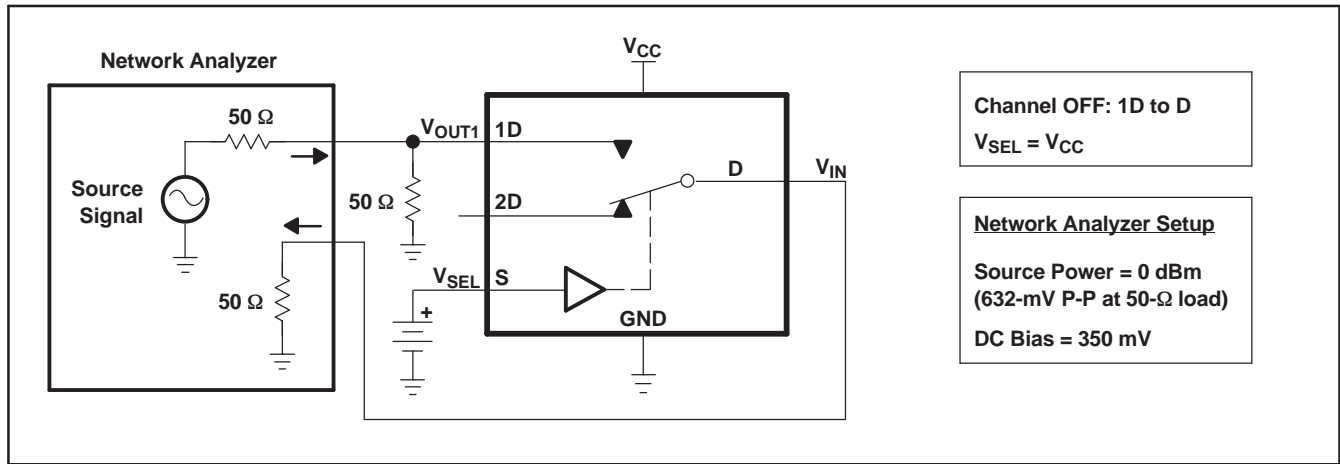 Network Analyzer
50 Ω
Source
Signal
50 Ω
50 Ω
VOUT1
1D
2D
VSEL
S
+
VCC
GND
D
VIN
Channel OFF: 1D to D
VSEL = VCC
Network Analyzer Setup
Source Power = 0 dBm
(632-mV P-P at 50-Ω load)
DC Bias = 350 mV